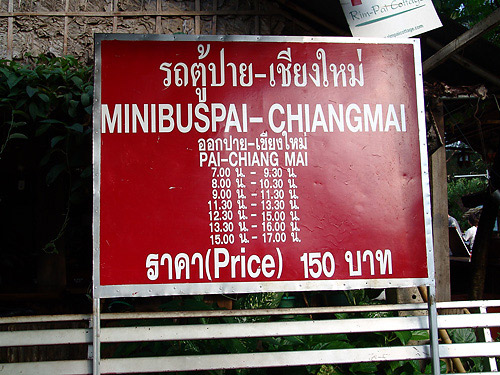 Rim-Pai Cottage
รถตู้ปาย-เชียงใหม่
MINIBUSPAI-CHIANGMAI
ออกปาย-เชียงใหม่
PAI-CHIANG MAI
7.00 น. - 9.30 น.
8.00 น. - 10.30 น.
9.00 น. - 11.30 น.
11.30 น. - 13.30 น.
12.30 น. - 15.00 น.
13.30 น. - 16.00 น.
15.00 น. - 17.00 น.
ราคา(Price) 150 บาท